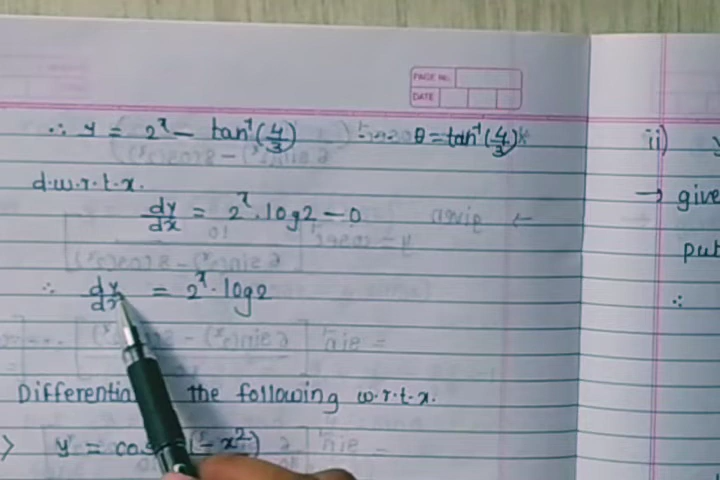 PAGE No.
DATE
∴ y = 2^x − tan⁻¹(4/3) ----- θ = tan⁻¹(4/3)
d.w.r.t.x.
dy/dx = 2^x . log2 − 0
∴ dy/dx = 2^x . log2
the following w.r.t.x.
ii)
→ give
put
∴